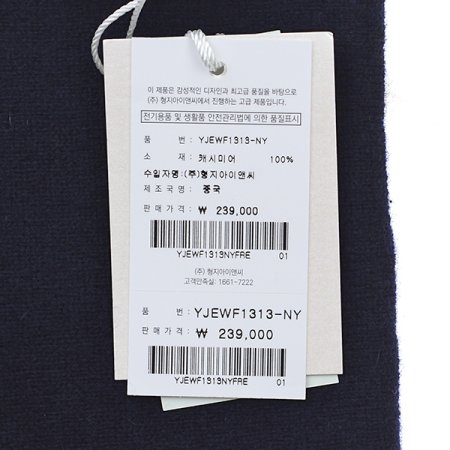 이 제품은 감성적인 디자인과 최고급 품질을 바탕으로
(주) 형지아이앤씨에서 진행하는 고급 제품입니다.
전기용품 및 생활품 안전관리법에 의한 품질표시
품 번 : YJEWF1313-NY
소 재 : 캐시미어 100%
수입자명 : (주)형지아이앤씨
제조국명 : 중국
판매가격 : ₩ 239,000
YJEWF1313NYFRE 01
(주) 형지아이앤씨
고객만족실: 1661-7222
품 번 : YJEWF1313-NY
판매가격 : ₩ 239,000
YJEWF1313NYFRE 01